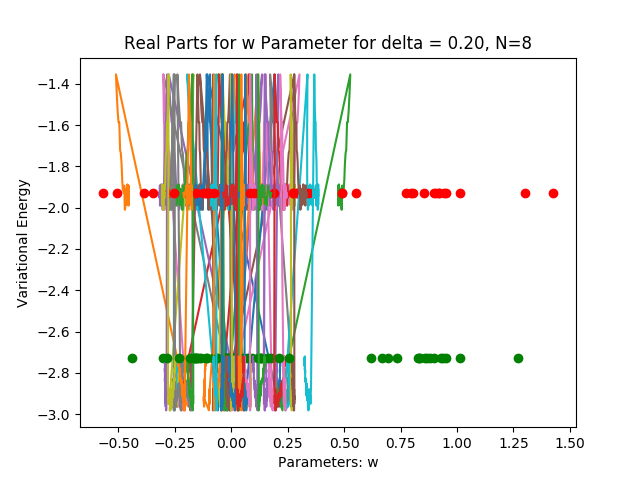 Real Parts for w Parameter for delta = 0.20, N=8
Variational Energy
−1.4
−1.6
−1.8
−2.0
−2.2
−2.4
−2.6
−2.8
−3.0
−0.50 −0.25 0.00 0.25 0.50 0.75 1.00 1.25 1.50
Parameters: w